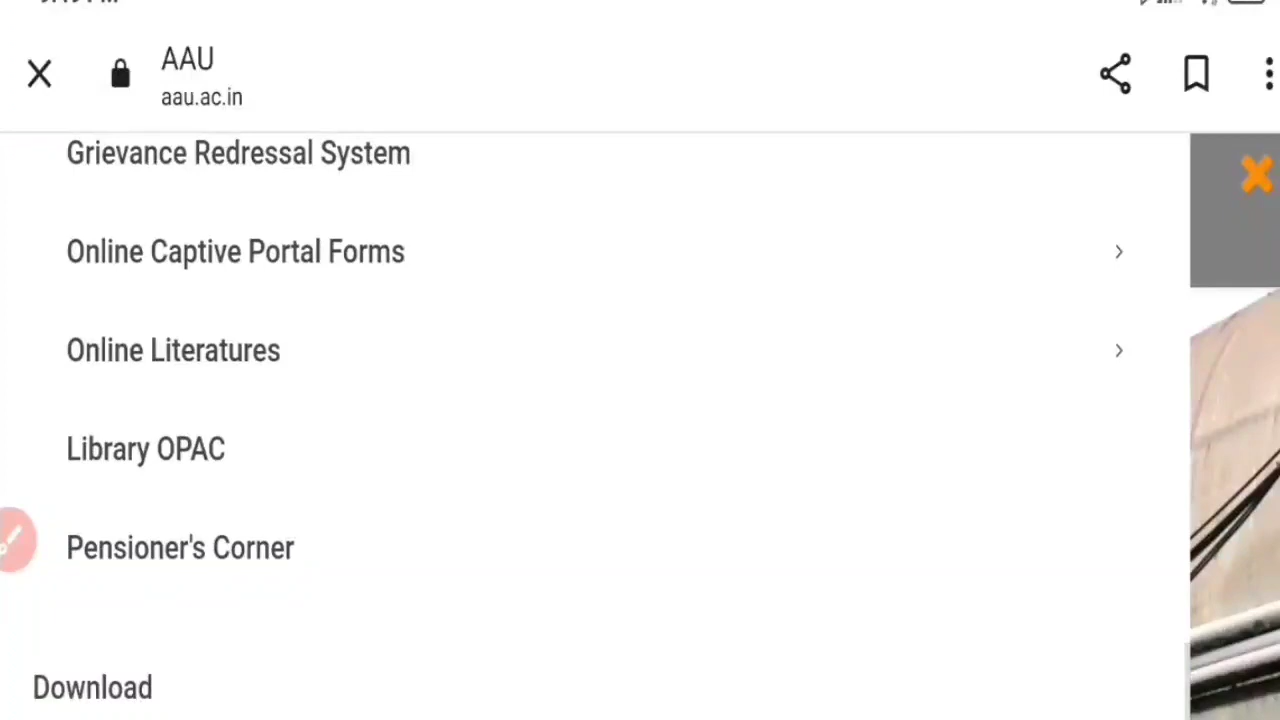 AAU
aau.ac.in
Grievance Redressal System
Online Captive Portal Forms
Online Literatures
Library OPAC
Pensioner's Corner
Download